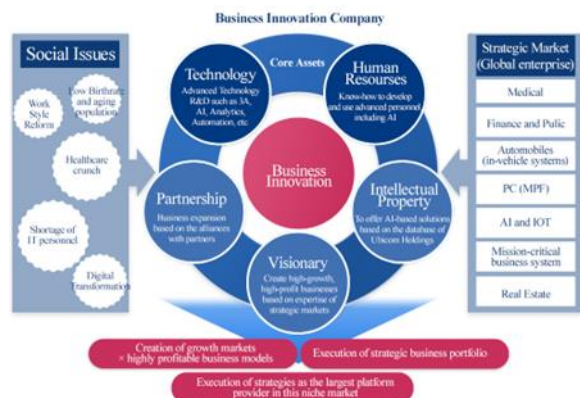 Business Innovation Company
Social Issues
Low Birthrate
and aging
population
Work
Style
Reform
Healthcare
crunch
Shortage of
IT personnel
Digital
Transformation
Core Assets
Technology
Advanced Technology
R&D such as 3A,
AI, Analytics,
Automation, etc
Human
Resourses
Know-how to develop
and use advanced personnel
including AI
Business
Innovation
Partnership
Business expansion
based on the alliances
with partners
Intellectual
Property
To offer AI-based solutions
based on the database of
Ubicom Holdings
Visionary
Create high-growth,
high-profit businesses
based on expertise of
strategic markets
Strategic Market
(Global enterprise)
Medical
Finance and Pulic
Automobiles
(in-vehicle systems)
PC (MPF)
AI and IOT
Mission-critical
business system
Real Estate
Creation of growth markets
× highly profitable business models
Execution of strategic business portfolio
Execution of strategies as the largest platform
provider in this niche market